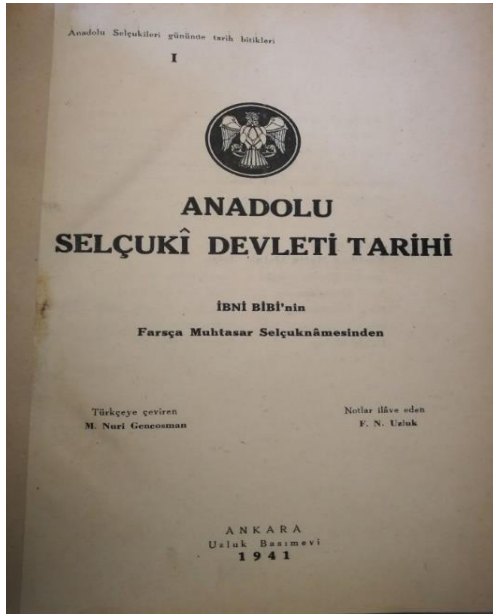 Anadolu Selçukileri gününde tarih bitikleri
I
ANADOLU
SELÇUKÎ DEVLETİ TARİHİ
İBNİ BİBİ'nin
Farsça Muhtasar Selçuknâmesinden
Türkçeye çeviren
M. Nuri Gencosman
Notlar ilâve eden
F. N. Uzluk
ANKARA
Uzluk Basımevi
1941